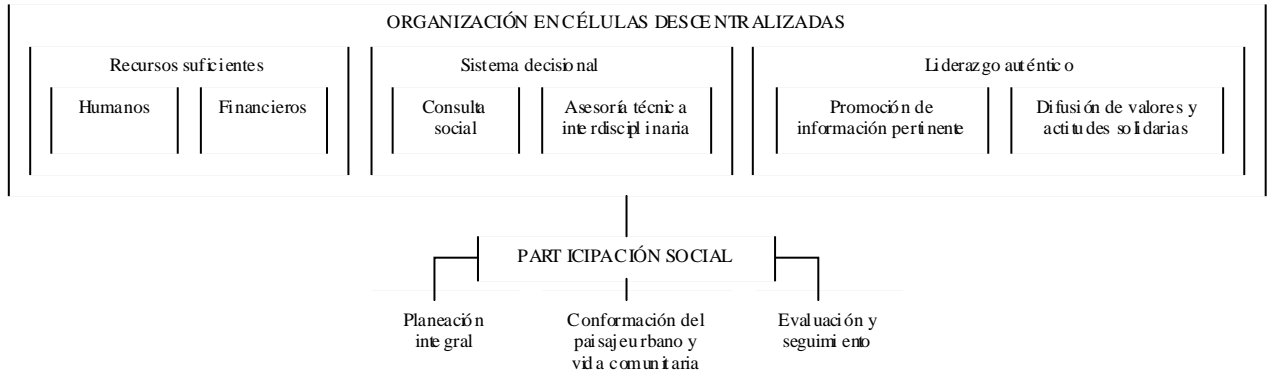 ORGANIZACIÓN EN CÉLULAS DESCENTRALIZADAS
Recursos suficientes
Humanos
Financieros
Sistema decisional
Consulta
social
Asesoría técnica
interdisciplinaria
Liderazgo auténtico
Promoción de
información pertinente
Difusión de valores y
actitudes solidarias
PARTICIPACIÓN SOCIAL
Planeación
integral
Conformación del
paisaje urbano y
vida comunitaria
Evaluación y
seguimiento